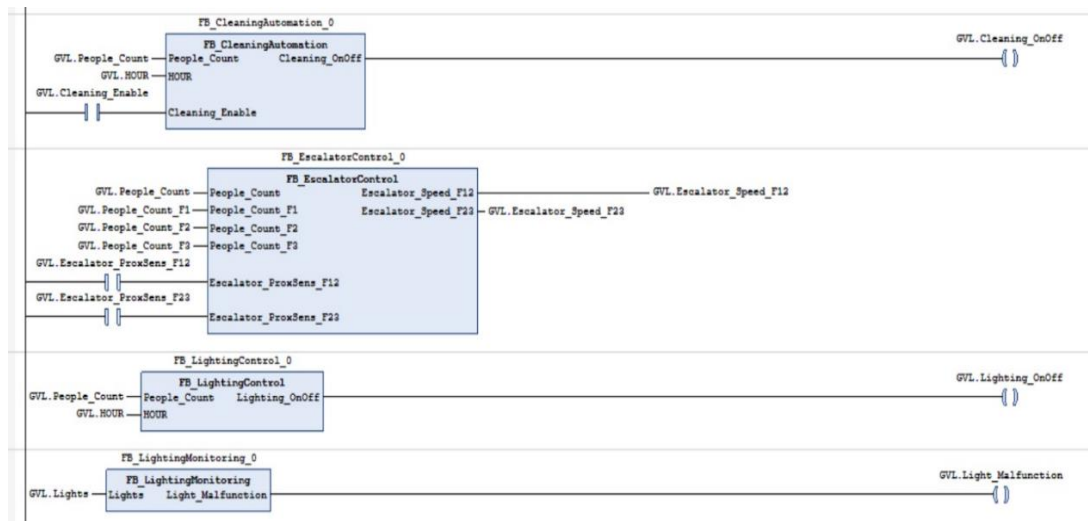 FB_CleaningAutomation_0
FB_CleaningAutomation
GVL.Cleaning_OnOff
GVL.People_Count People_Count Cleaning_OnOff
GVL.HOUR HOUR
GVL.Cleaning_Enable
Cleaning_Enable
FB_EscalatorControl_0
FB_EscalatorControl
GVL.People_Count People_Count Escalator_Speed_F12 GVL.Escalator_Speed_F12
GVL.People_Count_F1 People_Count_F1 Escalator_Speed_F23 GVL.Escalator_Speed_F23
GVL.People_Count_F2 People_Count_F2
GVL.People_Count_F3 People_Count_F3
GVL.Escalator_ProxSens_F12
Escalator_ProxSens_F12
GVL.Escalator_ProxSens_F23
Escalator_ProxSens_F23
FB_LightingControl_0
FB_LightingControl
GVL.Lighting_OnOff
GVL.People_Count People_Count Lighting_OnOff
GVL.HOUR HOUR
FB_LightingMonitoring_0
FB_LightingMonitoring
GVL.Light_Malfunction
GVL.Lights Lights Light_Malfunction